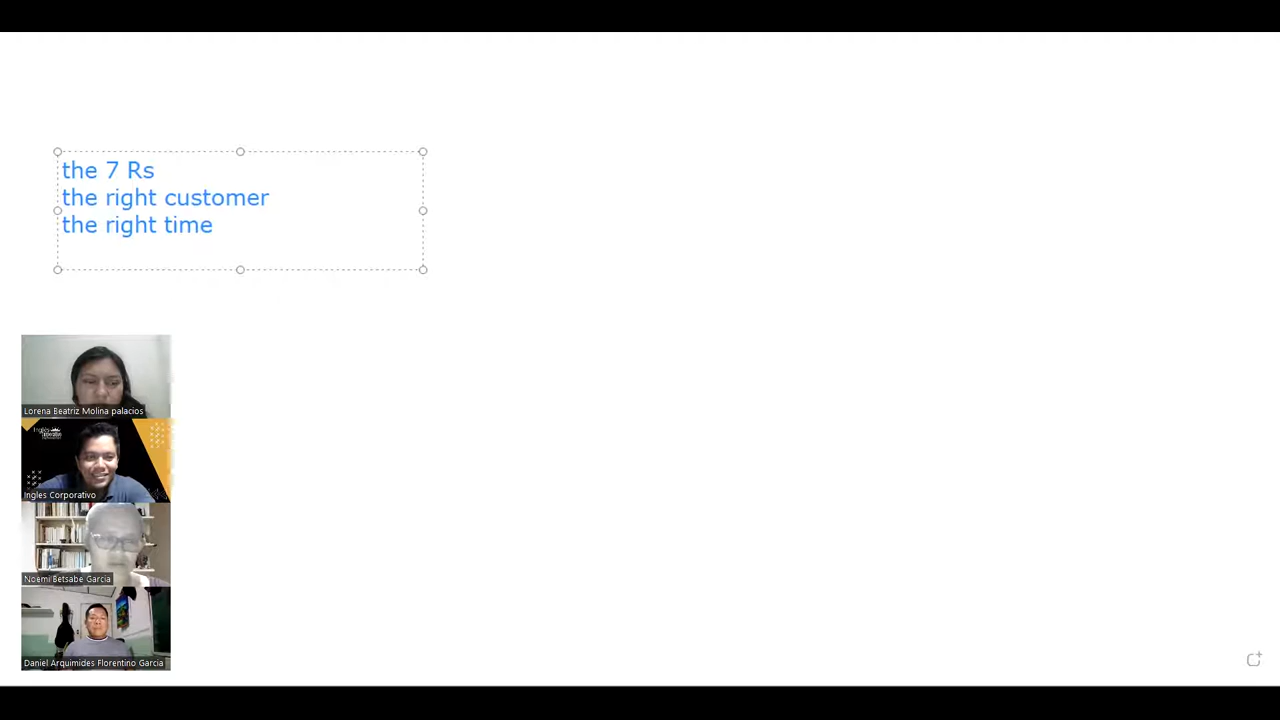 the 7 Rs
the right customer
the right time
Lorena Beatriz Molina palacios
Ingles Corporativo
Noemi Betsabe Garcia
Daniel Arquimides Florentino Garcia